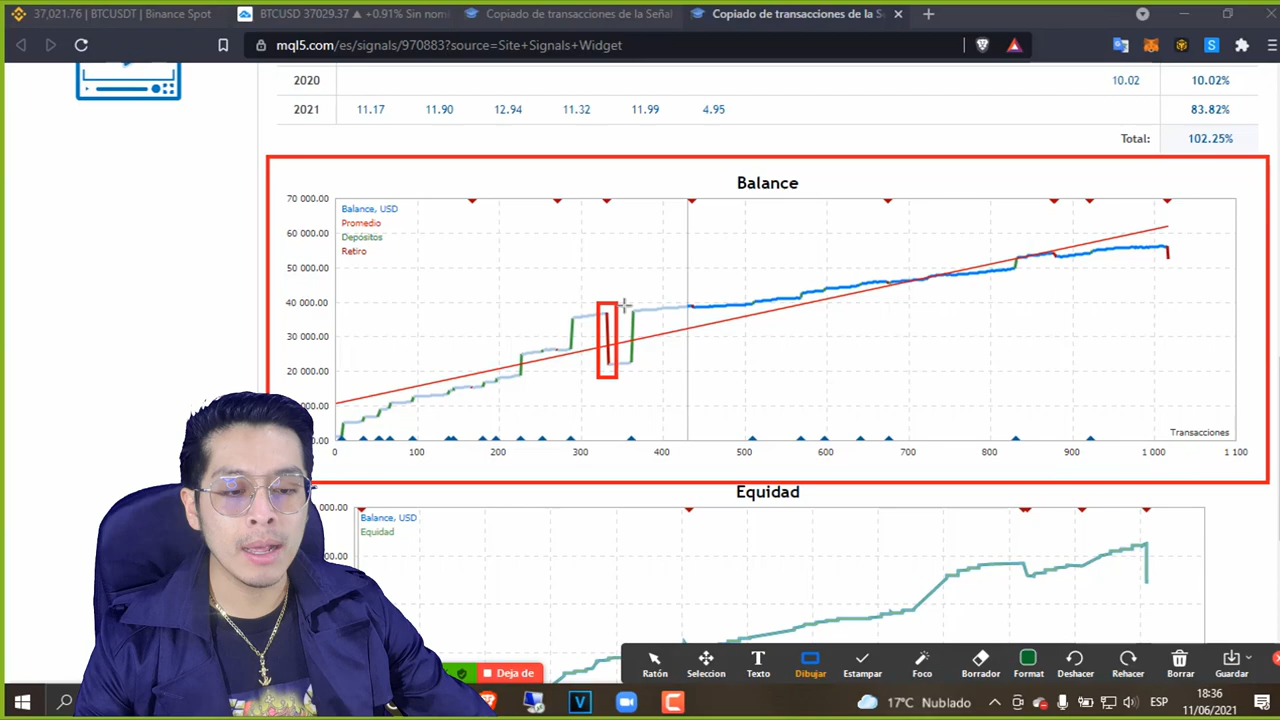 37,021.76 | BTCUSDT | Binance Spot
BTCUSD 37029.37 ▲ +0.91% Sin nom
Copiado de transacciones de la Señal
Copiado de transacciones de la Se
mql5.com/es/signals/970883?source=Site+Signals+Widget
2020 10.02 10.02%
2021 11.17 11.90 12.94 11.32 11.99 4.95 83.82%
Total: 102.25%
Balance
70 000.00
60 000.00
50 000.00
40 000.00
30 000.00
20 000.00
Balance, USD
Promedio
Depósitos
Retiro
Transacciones
0 100 200 300 400 500 600 700 800 900 1 000 1 100
Equidad
Balance, USD
Equidad
Deja de
Ratón
Selección
Texto
Dibujar
Estampar
Foco
Borrador
Format
Deshacer
Rehacer
Borrar
Guardar
17°C Nublado
ESP
18:36
11/06/2021